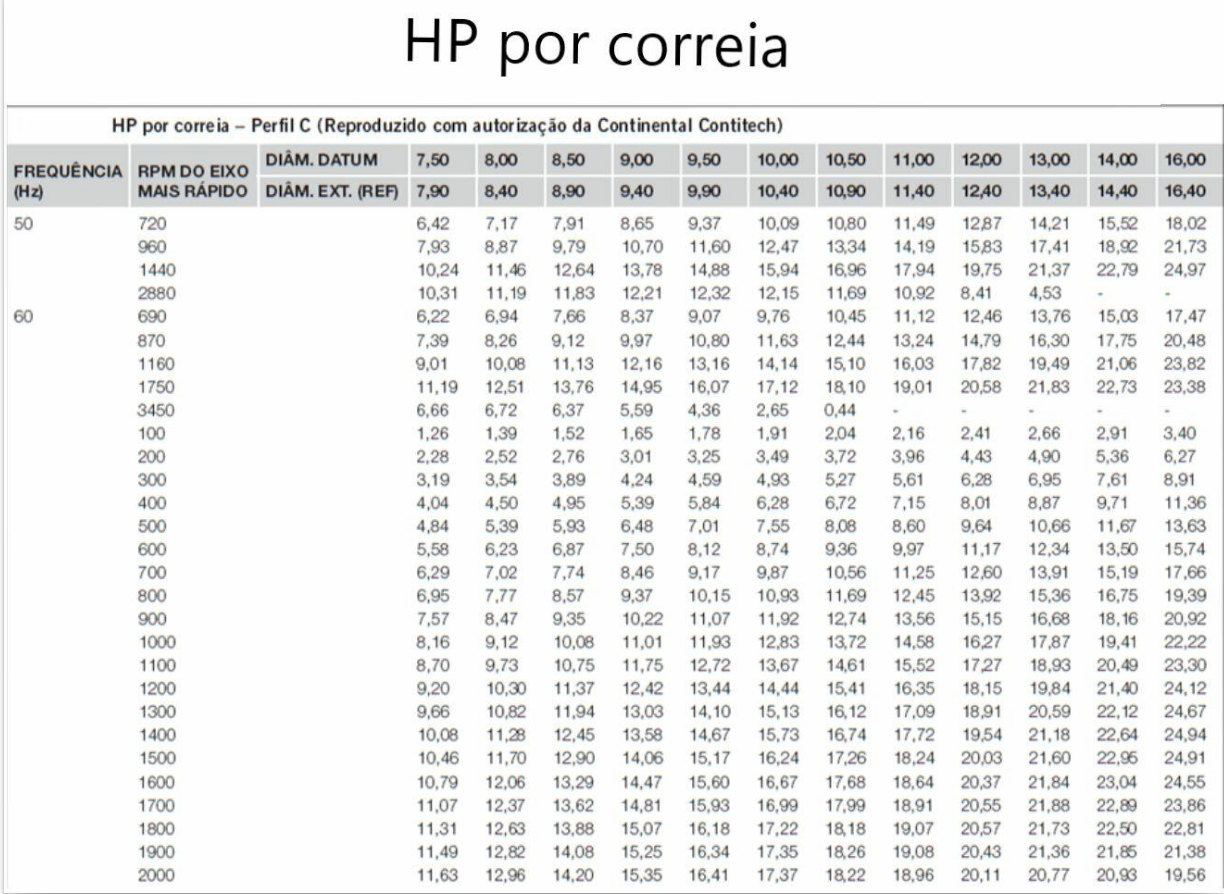 HP por correia
HP por correia – Perfil C (Reproduzido com autorização da Continental Contitech)
FREQUÊNCIA (Hz) RPM DO EIXO MAIS RÁPIDO DIÂM. DATUM 7,50 8,00 8,50 9,00 9,50 10,00 10,50 11,00 12,00 13,00 14,00 16,00
DIÂM. EXT. (REF) 7,90 8,40 8,90 9,40 9,90 10,40 10,90 11,40 12,40 13,40 14,40 16,40
50 720 6,42 7,17 7,91 8,65 9,37 10,09 10,80 11,49 12,87 14,21 15,52 18,02
960 7,93 8,87 9,79 10,70 11,60 12,47 13,34 14,19 15,83 17,41 18,92 21,73
1440 10,24 11,46 12,64 13,78 14,88 15,94 16,96 17,94 19,75 21,37 22,79 24,97
2880 10,31 11,19 11,83 12,21 12,32 12,15 11,69 10,92 8,41 4,53 - -
60 690 6,22 6,94 7,66 8,37 9,07 9,76 10,45 11,12 12,46 13,76 15,03 17,47
870 7,39 8,26 9,12 9,97 10,80 11,63 12,44 13,24 14,79 16,30 17,75 20,48
1160 9,01 10,08 11,13 12,16 13,16 14,14 15,10 16,03 17,82 19,49 21,06 23,82
1750 11,19 12,51 13,76 14,95 16,07 17,12 18,10 19,01 20,58 21,83 22,73 23,38
3450 6,66 6,72 6,37 5,59 4,36 2,65 0,44 - - - - -
100 1,26 1,39 1,52 1,65 1,78 1,91 2,04 2,16 2,41 2,66 2,91 3,40
200 2,28 2,52 2,76 3,01 3,25 3,49 3,72 3,96 4,43 4,90 5,36 6,27
300 3,19 3,54 3,89 4,24 4,59 4,93 5,27 5,61 6,28 6,95 7,61 8,91
400 4,04 4,50 4,95 5,39 5,84 6,28 6,72 7,15 8,01 8,87 9,71 11,36
500 4,84 5,39 5,93 6,48 7,01 7,55 8,08 8,60 9,64 10,66 11,67 13,63
600 5,58 6,23 6,87 7,50 8,12 8,74 9,36 9,97 11,17 12,34 13,50 15,74
700 6,29 7,02 7,74 8,46 9,17 9,87 10,56 11,25 12,60 13,91 15,19 17,66
800 6,95 7,77 8,57 9,37 10,15 10,93 11,69 12,45 13,92 15,36 16,75 19,39
900 7,57 8,47 9,35 10,22 11,07 11,92 12,74 13,56 15,15 16,68 18,16 20,92
1000 8,16 9,12 10,08 11,01 11,93 12,83 13,72 14,58 16,27 17,87 19,41 22,22
1100 8,70 9,73 10,75 11,75 12,72 13,67 14,61 15,52 17,27 18,93 20,49 23,30
1200 9,20 10,30 11,37 12,42 13,44 14,44 15,41 16,35 18,15 19,84 21,40 24,12
1300 9,66 10,82 11,94 13,03 14,10 15,13 16,12 17,09 18,91 20,59 22,12 24,67
1400 10,08 11,28 12,45 13,58 14,67 15,73 16,74 17,72 19,54 21,18 22,64 24,94
1500 10,46 11,70 12,90 14,06 15,17 16,24 17,26 18,24 20,03 21,60 22,95 24,91
1600 10,79 12,06 13,29 14,47 15,60 16,67 17,68 18,64 20,37 21,84 23,04 24,55
1700 11,07 12,37 13,62 14,81 15,93 16,99 17,99 18,91 20,55 21,88 22,89 23,86
1800 11,31 12,63 13,88 15,07 16,18 17,22 18,18 19,07 20,57 21,73 22,50 22,81
1900 11,49 12,82 14,08 15,25 16,34 17,35 18,26 19,08 20,43 21,36 21,85 21,38
2000 11,63 12,96 14,20 15,35 16,41 17,37 18,22 18,96 20,11 20,77 20,93 19,56